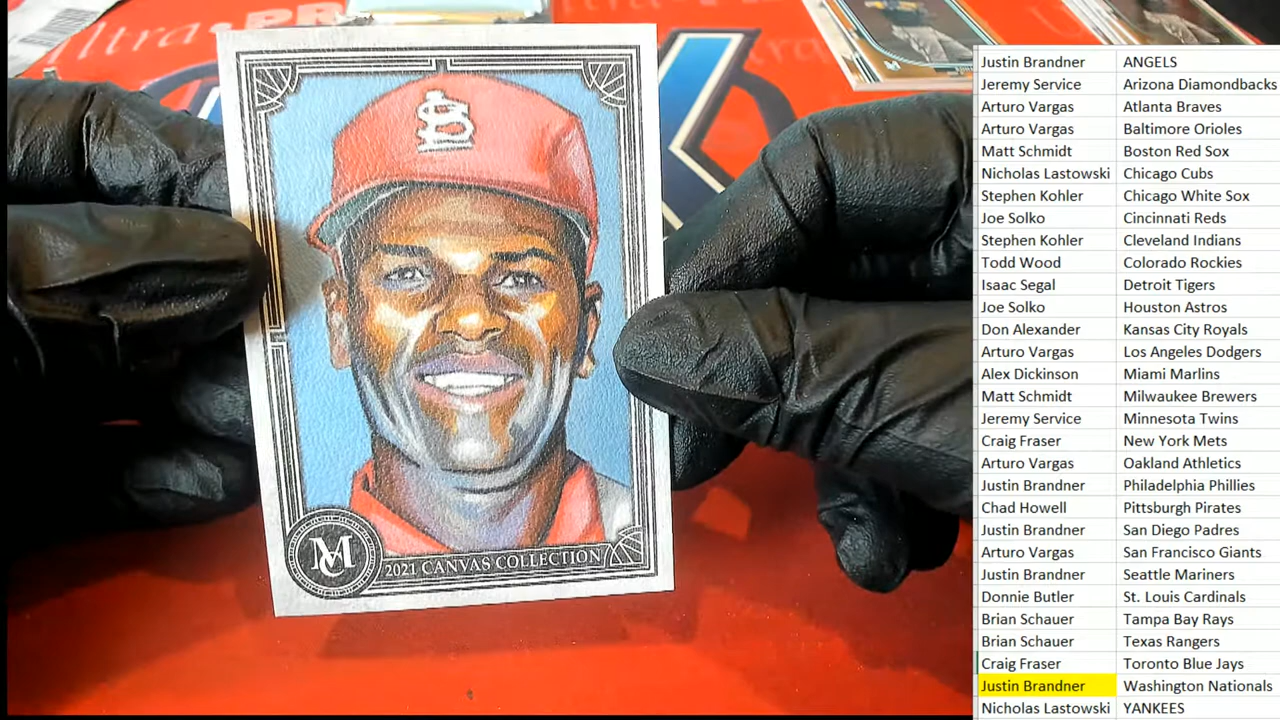 UltraPRO
StL
MC
2021 CANVAS COLLECTION
Justin Brandner ANGELS
Jeremy Service Arizona Diamondbacks
Arturo Vargas Atlanta Braves
Arturo Vargas Baltimore Orioles
Matt Schmidt Boston Red Sox
Nicholas Lastowski Chicago Cubs
Stephen Kohler Chicago White Sox
Joe Solko Cincinnati Reds
Stephen Kohler Cleveland Indians
Todd Wood Colorado Rockies
Isaac Segal Detroit Tigers
Joe Solko Houston Astros
Don Alexander Kansas City Royals
Arturo Vargas Los Angeles Dodgers
Alex Dickinson Miami Marlins
Matt Schmidt Milwaukee Brewers
Jeremy Service Minnesota Twins
Craig Fraser New York Mets
Arturo Vargas Oakland Athletics
Justin Brandner Philadelphia Phillies
Chad Howell Pittsburgh Pirates
Justin Brandner San Diego Padres
Arturo Vargas San Francisco Giants
Justin Brandner Seattle Mariners
Donnie Butler St. Louis Cardinals
Brian Schauer Tampa Bay Rays
Brian Schauer Texas Rangers
Craig Fraser Toronto Blue Jays
Justin Brandner Washington Nationals
Nicholas Lastowski YANKEES